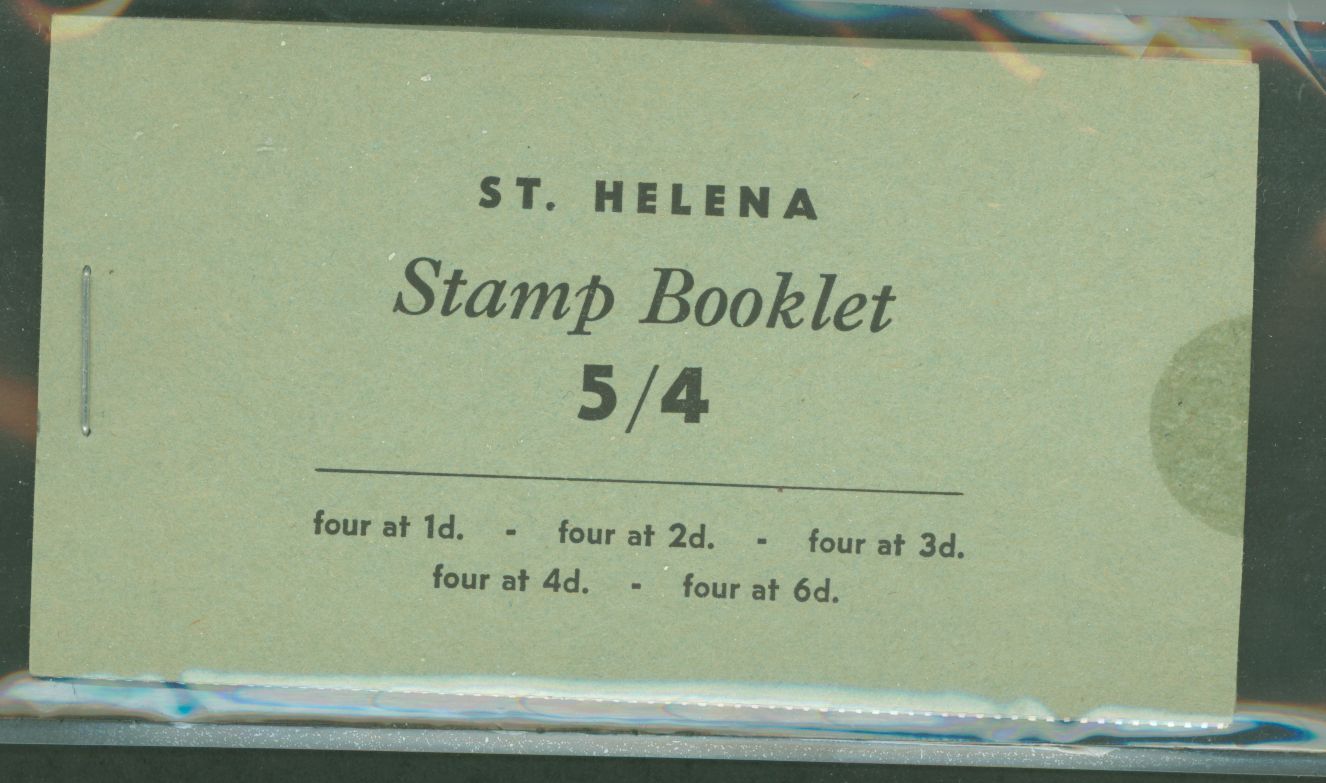 ST. HELENA
Stamp Booklet
5/4
four at 1d. - four at 2d. - four at 3d.
four at 4d. - four at 6d.